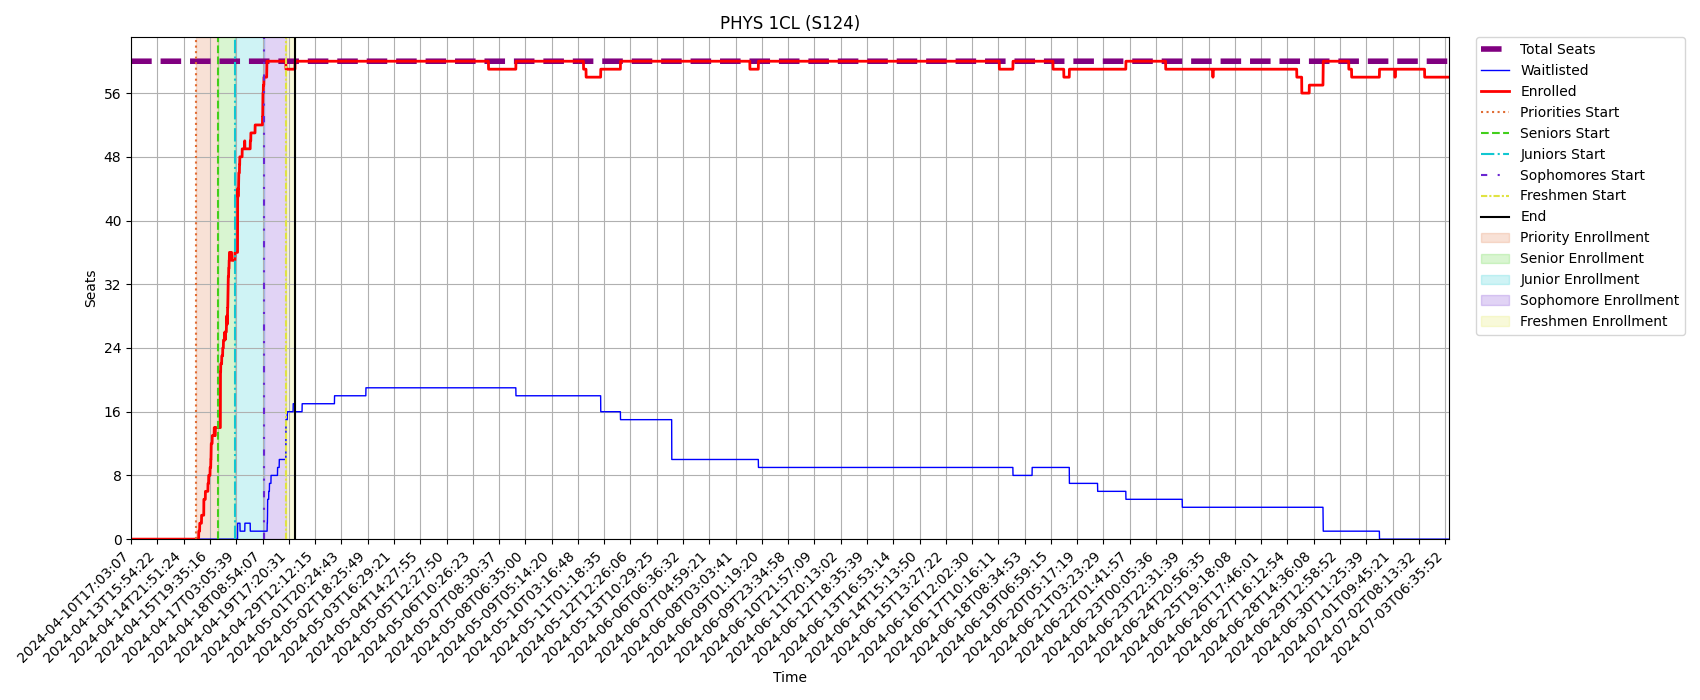 PHYS 1CL (S124)
Total Seats
Waitlisted
Enrolled
Priorities Start
Seniors Start
Juniors Start
Sophomores Start
Freshmen Start
End
Priority Enrollment
Senior Enrollment
Junior Enrollment
Sophomore Enrollment
Freshmen Enrollment
Seats
56
48
40
32
24
16
8
0
2024-04-10T17:03:07
2024-04-13T15:54:22
2024-04-14T21:51:24
2024-04-15T19:35:16
2024-04-17T03:05:39
2024-04-18T08:54:07
2024-04-19T17:20:31
2024-04-29T12:12:15
2024-05-01T20:24:43
2024-05-02T18:25:49
2024-05-03T16:29:21
2024-05-04T14:27:55
2024-05-05T12:27:50
2024-05-06T10:26:23
2024-05-07T08:30:37
2024-05-08T06:35:00
2024-05-09T05:14:20
2024-05-10T03:16:48
2024-05-11T01:18:35
2024-05-12T12:26:06
2024-05-13T10:29:25
2024-06-06T06:36:32
2024-06-07T04:59:21
2024-06-08T03:03:41
2024-06-09T01:19:20
2024-06-09T23:34:58
2024-06-10T21:57:09
2024-06-11T20:13:02
2024-06-12T18:35:39
2024-06-13T16:53:14
2024-06-14T15:13:50
2024-06-15T13:27:22
2024-06-16T12:02:30
2024-06-17T10:16:11
2024-06-18T08:34:53
2024-06-19T06:59:15
2024-06-20T05:17:19
2024-06-21T03:23:29
2024-06-22T01:41:57
2024-06-23T00:05:36
2024-06-23T22:31:39
2024-06-24T20:56:35
2024-06-25T19:18:08
2024-06-26T17:46:01
2024-06-27T16:12:54
2024-06-28T14:36:08
2024-06-29T12:58:52
2024-06-30T11:25:39
2024-07-01T09:45:21
2024-07-02T08:13:32
2024-07-03T06:35:52
Time